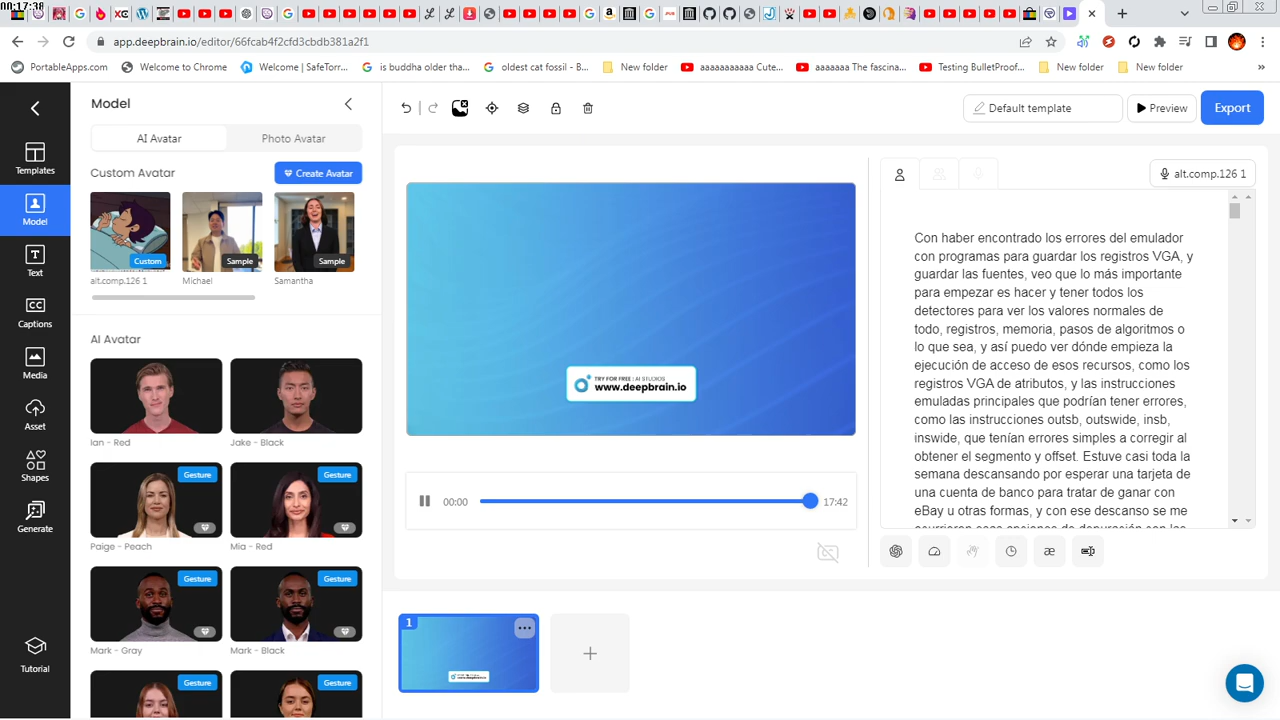 00:17:38
app.deepbrain.io/editor/66fcab4f2cfd3cbdb381a2f1
PortableApps.com
Welcome to Chrome
Welcome | SafeTorr...
is buddha older tha...
oldest cat fossil - B...
New folder
aaaaaaaaaaa Cute...
aaaaaaa The fascina...
Testing BulletProof...
New folder
New folder
Templates
Model
Text
Captions
Media
Asset
Shapes
Generate
Tutorial
Model
AI Avatar
Photo Avatar
Custom Avatar
Create Avatar
Custom
Sample
Sample
alt.comp.126 1
Michael
Samantha
AI Avatar
Ian - Red
Jake - Black
Gesture
Gesture
Paige - Peach
Mia - Red
Gesture
Gesture
Mark - Gray
Mark - Black
Gesture
Gesture
Default template
Preview
Export
TRY FOR FREE : AI STUDIOS
www.deepbrain.io
00:00
17:42
alt.comp.126 1
Con haber encontrado los errores del emulador
con programas para guardar los registros VGA, y
guardar las fuentes, veo que lo más importante
para empezar es hacer y tener todos los
detectores para ver los valores normales de
todo, registros, memoria, pasos de algoritmos o
lo que sea, y así puedo ver dónde empieza la
ejecución de acceso de esos recursos, como los
registros VGA de atributos, y las instrucciones
emuladas principales que podrían tener errores,
como las instrucciones outsb, outswide, insb,
inswide, que tenían errores simples a corregir al
obtener el segmento y offset. Estuve casi toda la
semana descansando por esperar una tarjeta de
una cuenta de banco para tratar de ganar con
eBay u otras formas, y con ese descanso se me
1